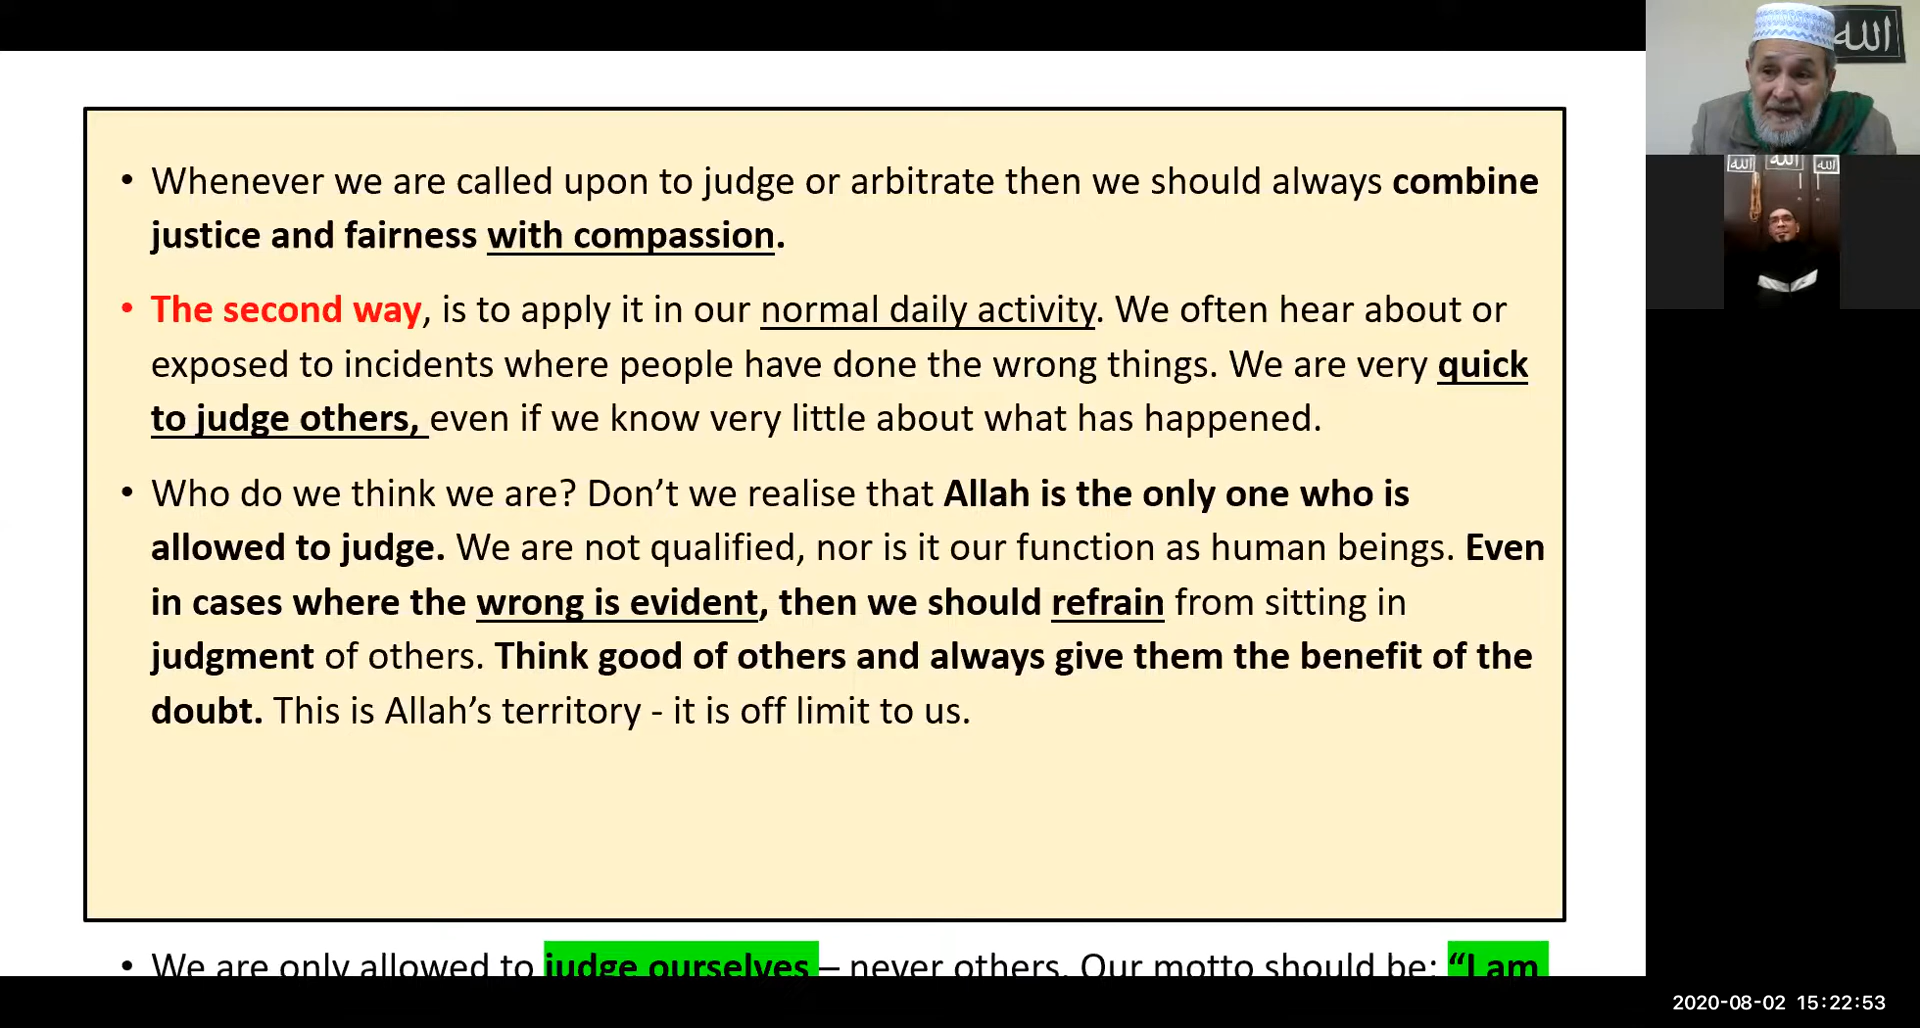 • Whenever we are called upon to judge or arbitrate then we should always combine
justice and fairness with compassion.
• The second way, is to apply it in our normal daily activity. We often hear about or
exposed to incidents where people have done the wrong things. We are very quick
to judge others, even if we know very little about what has happened.
• Who do we think we are? Don’t we realise that Allah is the only one who is
allowed to judge. We are not qualified, nor is it our function as human beings. Even
in cases where the wrong is evident, then we should refrain from sitting in
judgment of others. Think good of others and always give them the benefit of the
doubt. This is Allah’s territory - it is off limit to us.
• We are only allowed to judge ourselves – never others. Our motto should be: “I am
الله
الله
الله
الله
2020-08-02 15:22:53